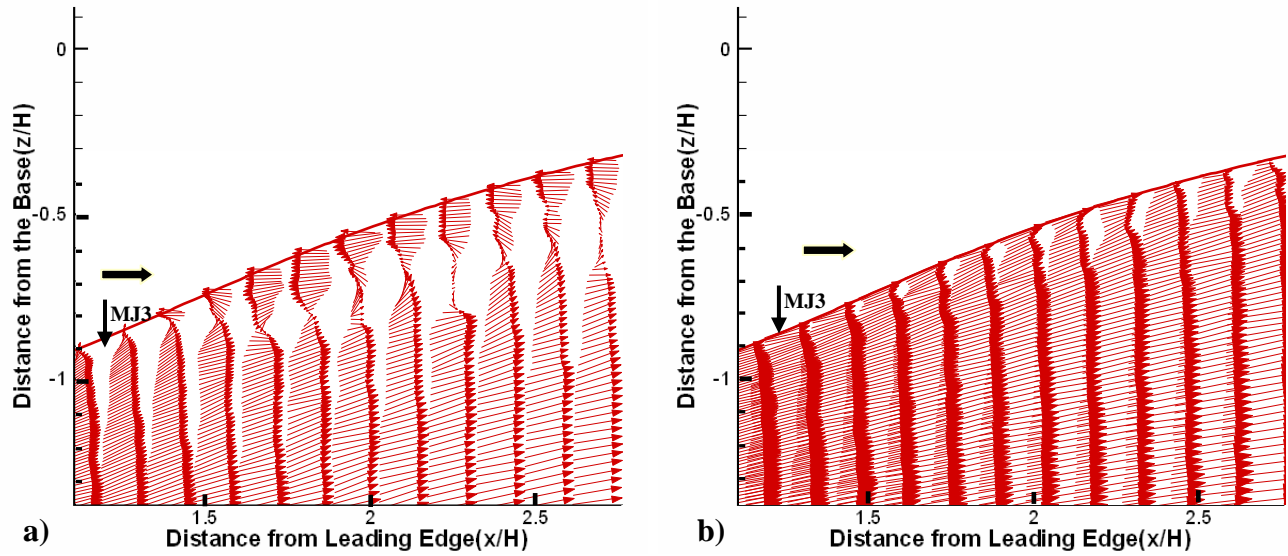 0
-0.5
-1
Distance from the Base(z/H)
MJ3
1.5
2
2.5
Distance from Leading Edge(x/H)
a)
0
-0.5
-1
Distance from the Base(z/H)
MJ3
1.5
2
2.5
Distance from Leading Edge(x/H)
b)